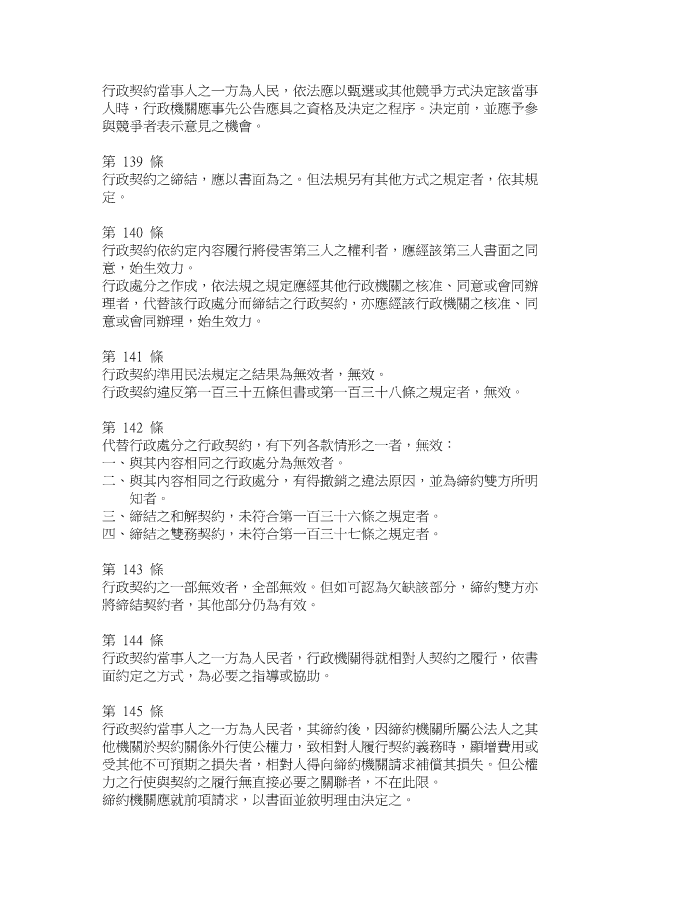 行政契約當事人之一方為人民，依法應以甄選或其他競爭方式決定該當事
人時，行政機關應事先公告應具之資格及決定之程序。決定前，並應予參
與競爭者表示意見之機會。
第 139 條
行政契約之締結，應以書面為之。但法規另有其他方式之規定者，依其規
定。
第 140 條
行政契約依約定內容履行將侵害第三人之權利者，應經該第三人書面之同
意，始生效力。
行政處分之作成，依法規之規定應經其他行政機關之核准、同意或會同辦
理者，代替該行政處分而締結之行政契約，亦應經該行政機關之核准、同
意或會同辦理，始生效力。
第 141 條
行政契約準用民法規定之結果為無效者，無效。
行政契約違反第一百三十五條但書或第一百三十八條之規定者，無效。
第 142 條
代替行政處分之行政契約，有下列各款情形之一者，無效：
一、與其內容相同之行政處分為無效者。
二、與其內容相同之行政處分，有得撤銷之違法原因，並為締約雙方所明
知者。
三、締結之和解契約，未符合第一百三十六條之規定者。
四、締結之雙務契約，未符合第一百三十七條之規定者。
第 143 條
行政契約之一部無效者，全部無效。但如可認為欠缺該部分，締約雙方亦
將締結契約者，其他部分仍為有效。
第 144 條
行政契約當事人之一方為人民者，行政機關得就相對人契約之履行，依書
面約定之方式，為必要之指導或協助。
第 145 條
行政契約當事人之一方為人民者，其締約後，因締約機關所屬公法人之其
他機關於契約關係外行使公權力，致相對人履行契約義務時，顯增費用或
受其他不可預期之損失者，相對人得向締約機關請求補償其損失。但公權
力之行使與契約之履行無直接必要之關聯者，不在此限。
締約機關應就前項請求，以書面並敘明理由決定之。